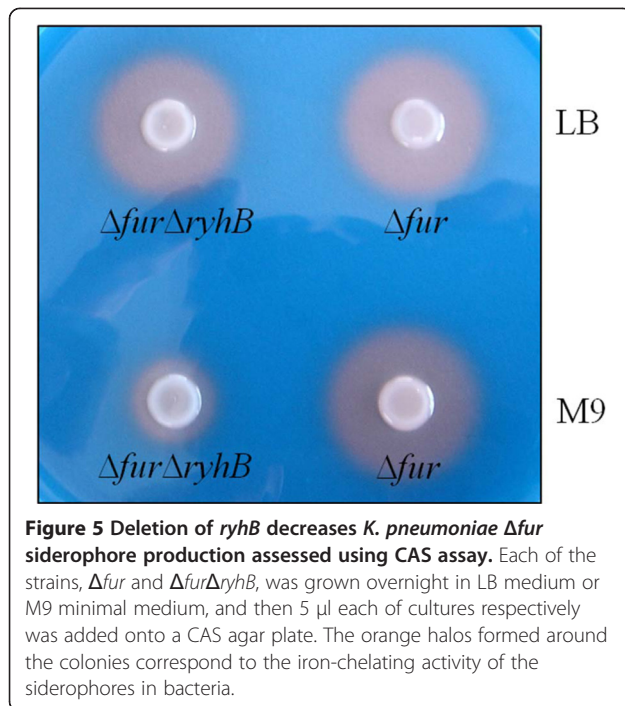 LB
ΔfurΔryhB Δfur
M9
ΔfurΔryhB Δfur
Figure 5 Deletion of ryhB decreases K. pneumoniae Δfur
siderophore production assessed using CAS assay. Each of the
strains, Δfur and ΔfurΔryhB, was grown overnight in LB medium or
M9 minimal medium, and then 5 μl each of cultures respectively
was added onto a CAS agar plate. The orange halos formed around
the colonies correspond to the iron-chelating activity of the
siderophores in bacteria.